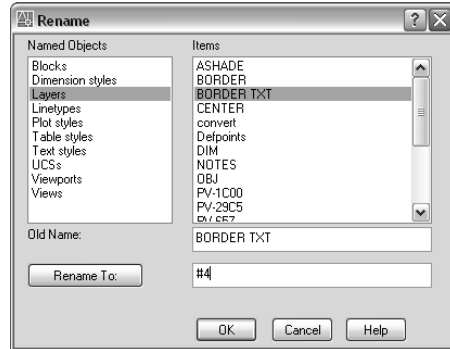 Rename
Named Objects
Blocks
Dimension styles
Layers
Linetypes
Plot styles
Table styles
Text styles
UCSs
Viewports
Views
Items
ASHADE
BORDER
BORDER TXT
CENTER
convert
Defpoints
DIM
NOTES
OBJ
PV-1C00
PV-29C5
PV-657
Old Name:
BORDER TXT
Rename To:
#4
OK
Cancel
Help